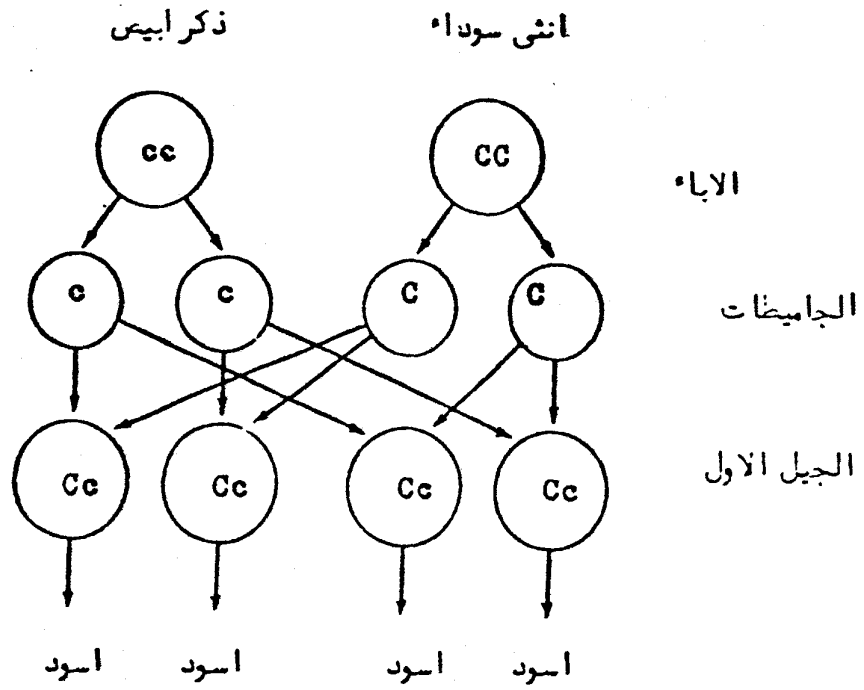 انثى سوداء ذكر ابيض
CC cc
الاباء
c c C C
الجاميطات
Cc Cc Cc Cc
الجيل الاول
اسود اسود اسود اسود